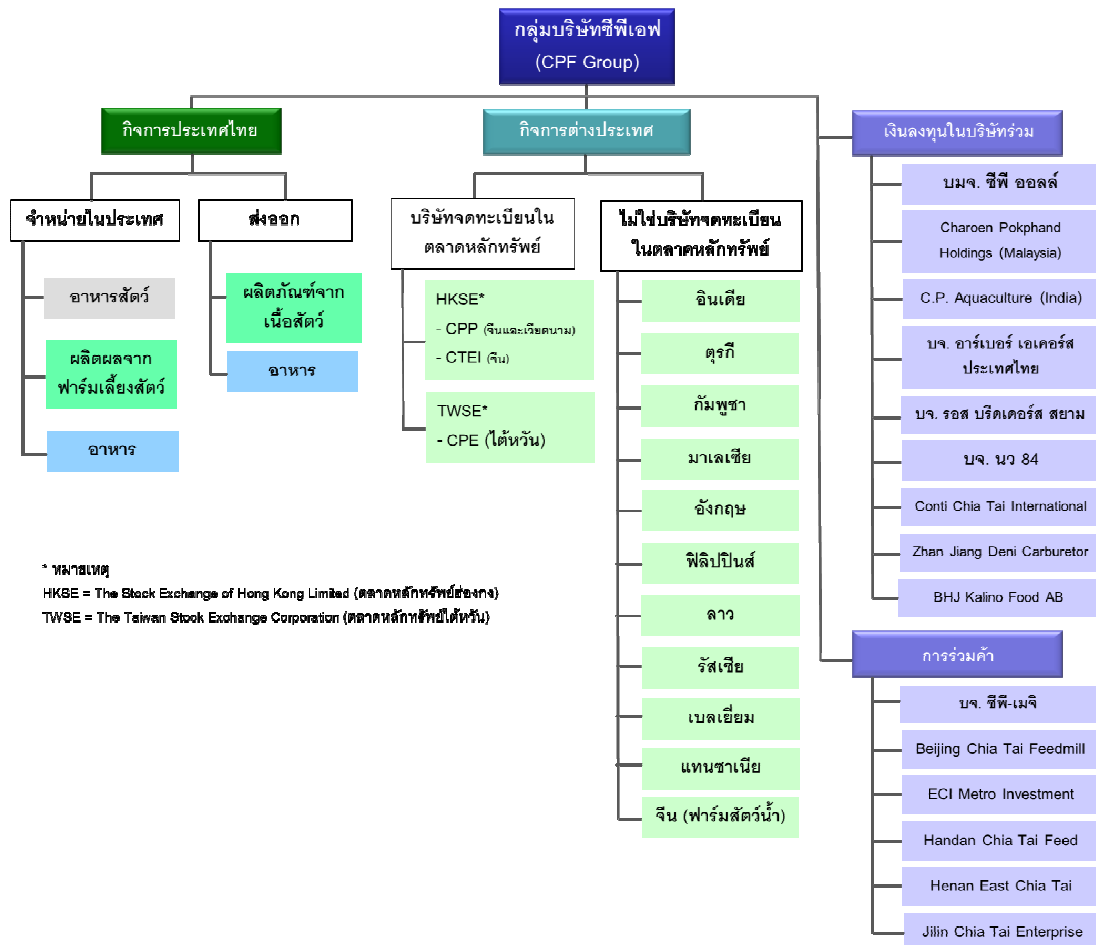 กลุ่มบริษัทซีพีเอฟ
(CPF Group)
กิจการประเทศไทย
กิจการต่างประเทศ
เงินลงทุนในบริษัทร่วม
จำหน่ายในประเทศ
อาหารสัตว์
ผลิตผลจาก
ฟาร์มเลี้ยงสัตว์
อาหาร
ส่งออก
ผลิตภัณฑ์จาก
เนื้อสัตว์
อาหาร
บริษัทจดทะเบียนใน
ตลาดหลักทรัพย์
HKSE*
- CPP (จีนและเวียดนาม)
- CTEI (จีน)
TWSE*
- CPE (ไต้หวัน)
ไม่ใช่บริษัทจดทะเบียน
ในตลาดหลักทรัพย์
อินเดีย
ตุรกี
กัมพูชา
มาเลเซีย
อังกฤษ
ฟิลิปปินส์
ลาว
รัสเซีย
เบลเยี่ยม
แทนซาเนีย
จีน (ฟาร์มสัตว์น้ำ)
บมจ. ซีพี ออลล์
Charoen Pokphand
Holdings (Malaysia)
C.P. Aquaculture (India)
บจ. อาร์เบอร์ เอเคอร์ส
ประเทศไทย
บจ. รอส บรีดเดอร์ส สยาม
บจ. นว 84
Conti Chia Tai International
Zhan Jiang Deni Carburetor
BHJ Kalino Food AB
การร่วมค้า
บจ. ซีพี-เมจิ
Beijing Chia Tai Feedmill
ECI Metro Investment
Handan Chia Tai Feed
Henan East Chia Tai
Jilin Chia Tai Enterprise
* หมายเหตุ
HKSE = The Stock Exchange of Hong Kong Limited (ตลาดหลักทรัพย์ฮ่องกง)
TWSE = The Taiwan Stock Exchange Corporation (ตลาดหลักทรัพย์ไต้หวัน)